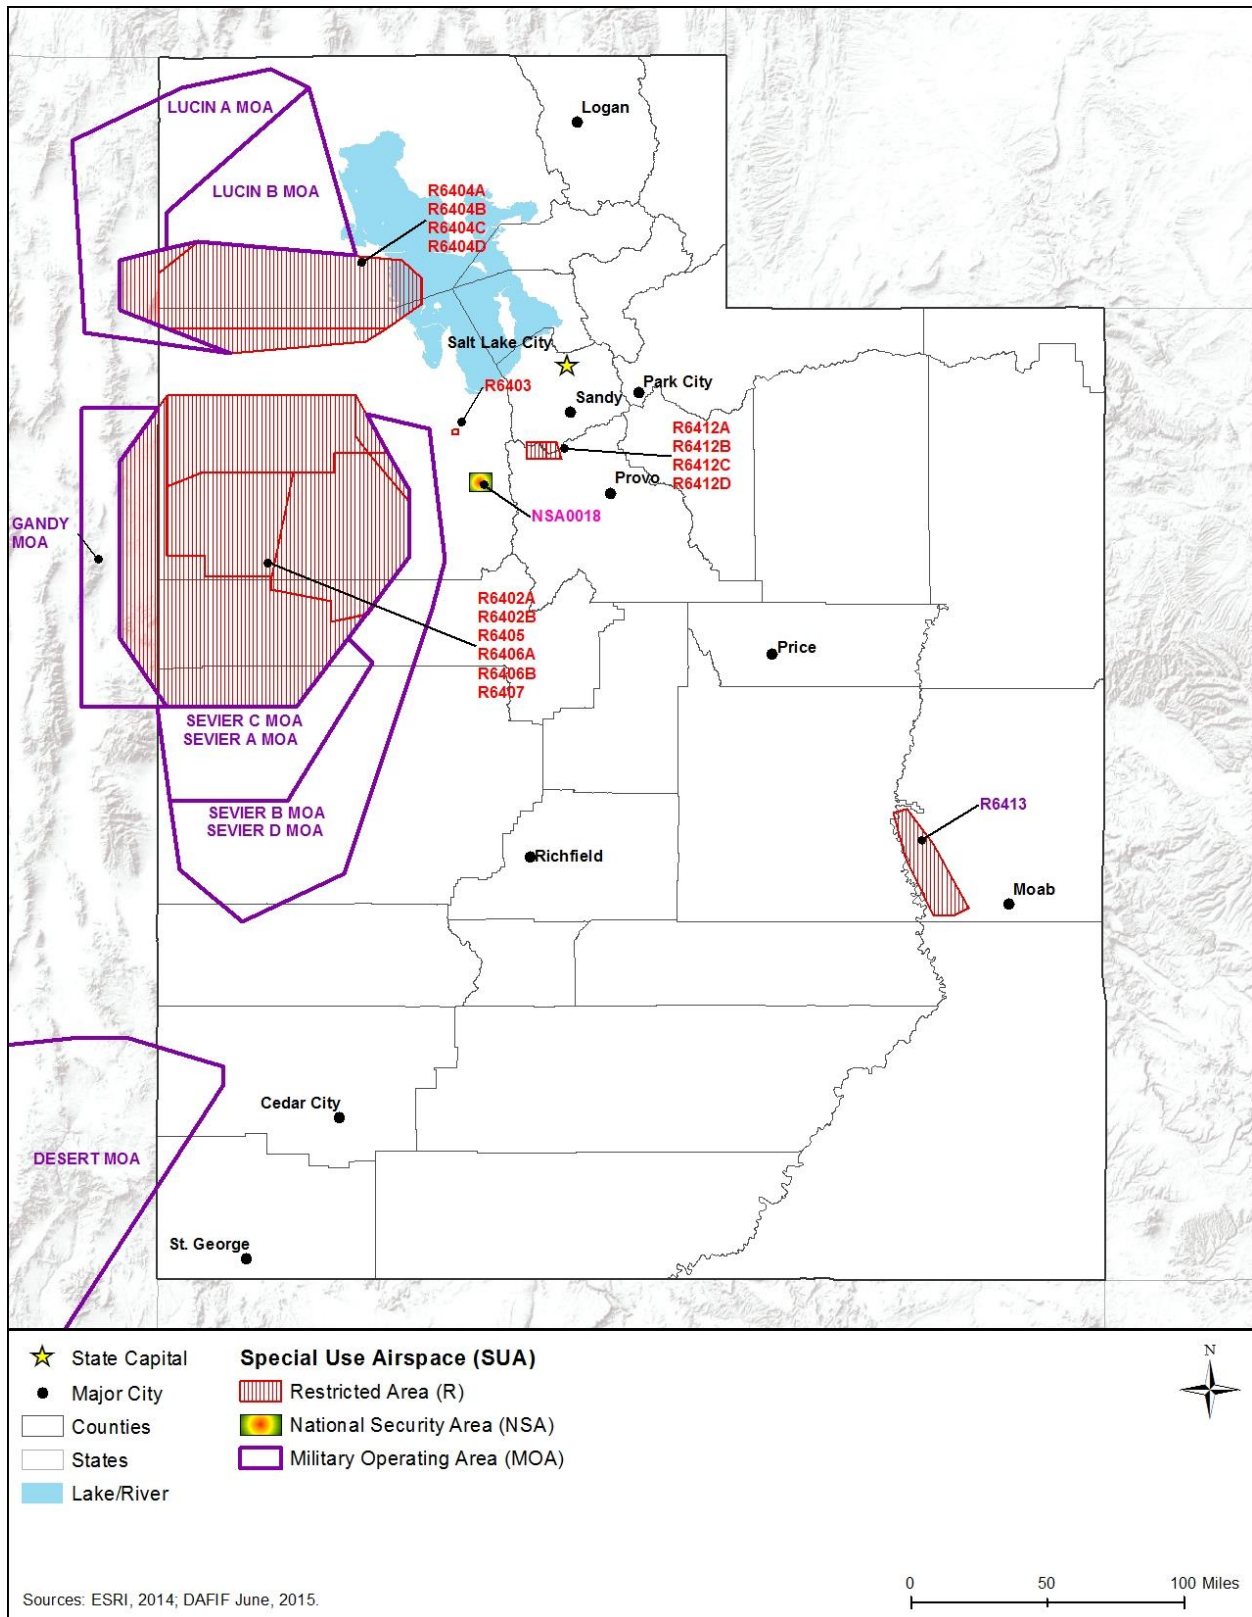 LUCIN A MOA
Logan
LUCIN B MOA
R6404A
R6404B
R6404C
R6404D
Salt Lake City
R6403
Park City
Sandy
R6412A
R6412B
R6412C
R6412D
Provo
NSA0018
GANDY
MOA
R6402A
R6402B
R6405
R6406A
R6406B
R6407
Price
SEVIER C MOA
SEVIER A MOA
SEVIER B MOA
SEVIER D MOA
R6413
Richfield
Moab
Cedar City
DESERT MOA
St. George
State Capital
Major City
Counties
States
Lake/River
Special Use Airspace (SUA)
Restricted Area (R)
National Security Area (NSA)
Military Operating Area (MOA)
N
Sources: ESRI, 2014; DAFIF June, 2015.
0 50 100 Miles